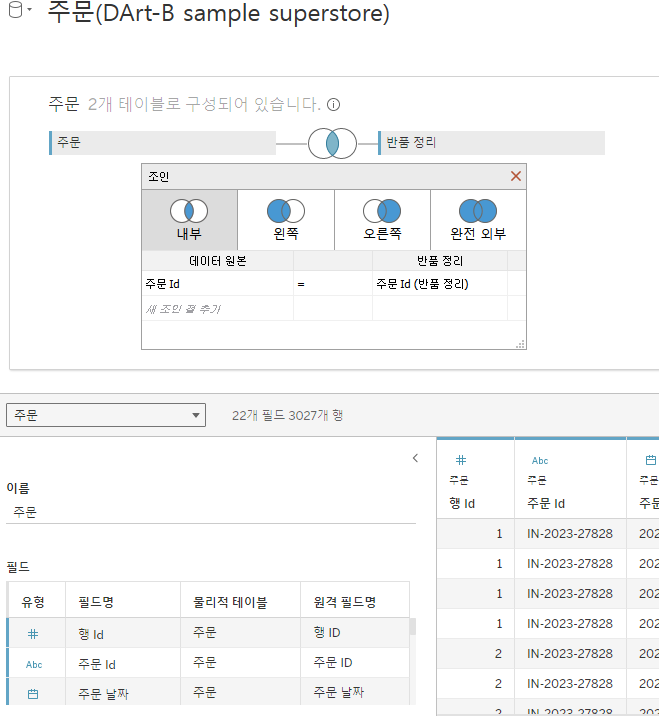 주문(DArt-B sample superstore)
주문 2개 테이블로 구성되어 있습니다.
주문 반품 정리
조인
내부 왼쪽 오른쪽 완전 외부
데이터 원본 반품 정리
주문 Id = 주문 Id (반품 정리)
새 조인 절 추가
주문 22개 필드 3027개 행
이름
주문
필드
유형 필드명 물리적 테이블 원격 필드명
# 행 Id 주문 행 ID
Abc 주문 Id 주문 주문 ID
주문 날짜 주문 주문 날짜
# Abc
주문 주문 주문
행 Id 주문 Id 주문
1 IN-2023-27828 202
1 IN-2023-27828 202
1 IN-2023-27828 202
1 IN-2023-27828 202
2 IN-2023-27828 202
2 IN-2023-27828 202
2 IN-2023-27828 202